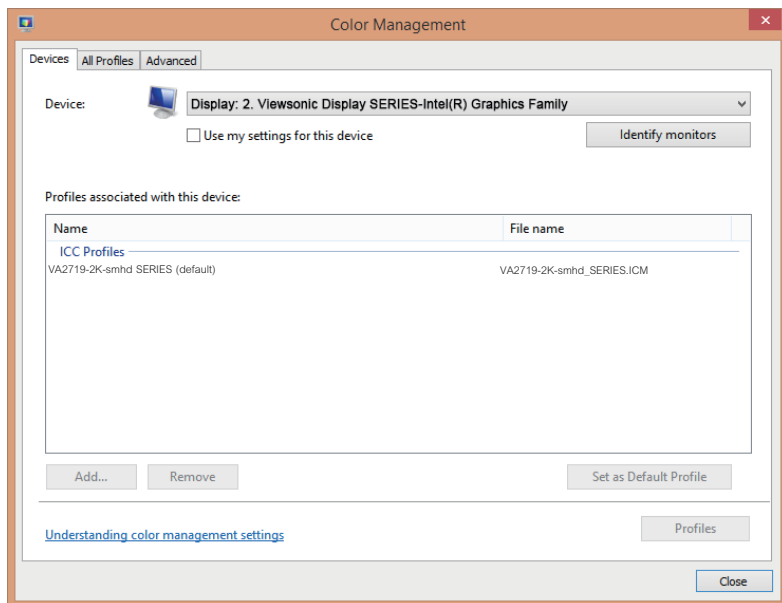 Color Management
Devices All Profiles Advanced
Device: Display: 2. Viewsonic Display SERIES-Intel(R) Graphics Family
Use my settings for this device Identify monitors
Profiles associated with this device:
Name File name
ICC Profiles
VA2719-2K-smhd SERIES (default) VA2719-2K-smhd_SERIES.ICM
Add... Remove Set as Default Profile
Understanding color management settings Profiles
Close